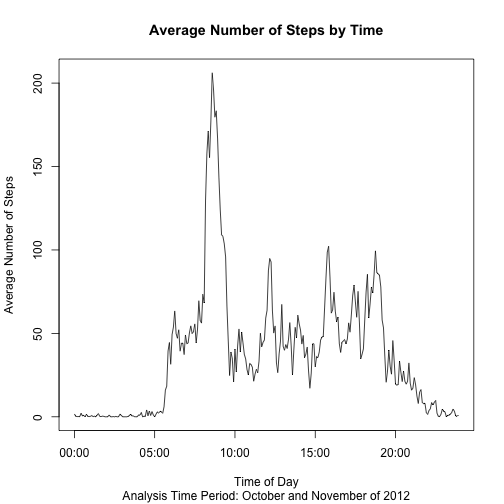 Average Number of Steps by Time
Average Number of Steps
200
150
100
50
0
00:00 05:00 10:00 15:00 20:00
Time of Day
Analysis Time Period: October and November of 2012